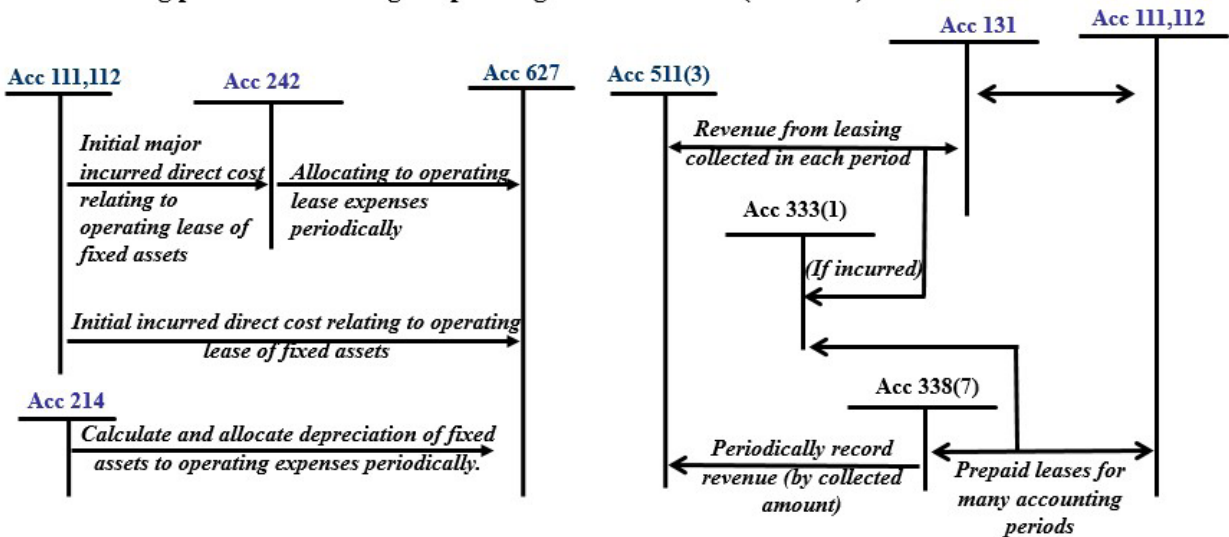 Acc 131
Acc 111,112
Acc 111,112
Acc 242
Acc 627
Acc 511(3)
Initial major
incurred direct cost
relating to
operating lease of
fixed assets
Allocating to operating
lease expenses
periodically
Revenue from leasing
collected in each period
Acc 333(1)
(If incurred)
Initial incurred direct cost relating to operating
lease of fixed assets
Acc 214
Calculate and allocate depreciation of fixed
assets to operating expenses periodically.
Acc 338(7)
Periodically record
revenue (by collected
amount)
Prepaid leases for
many accounting
periods